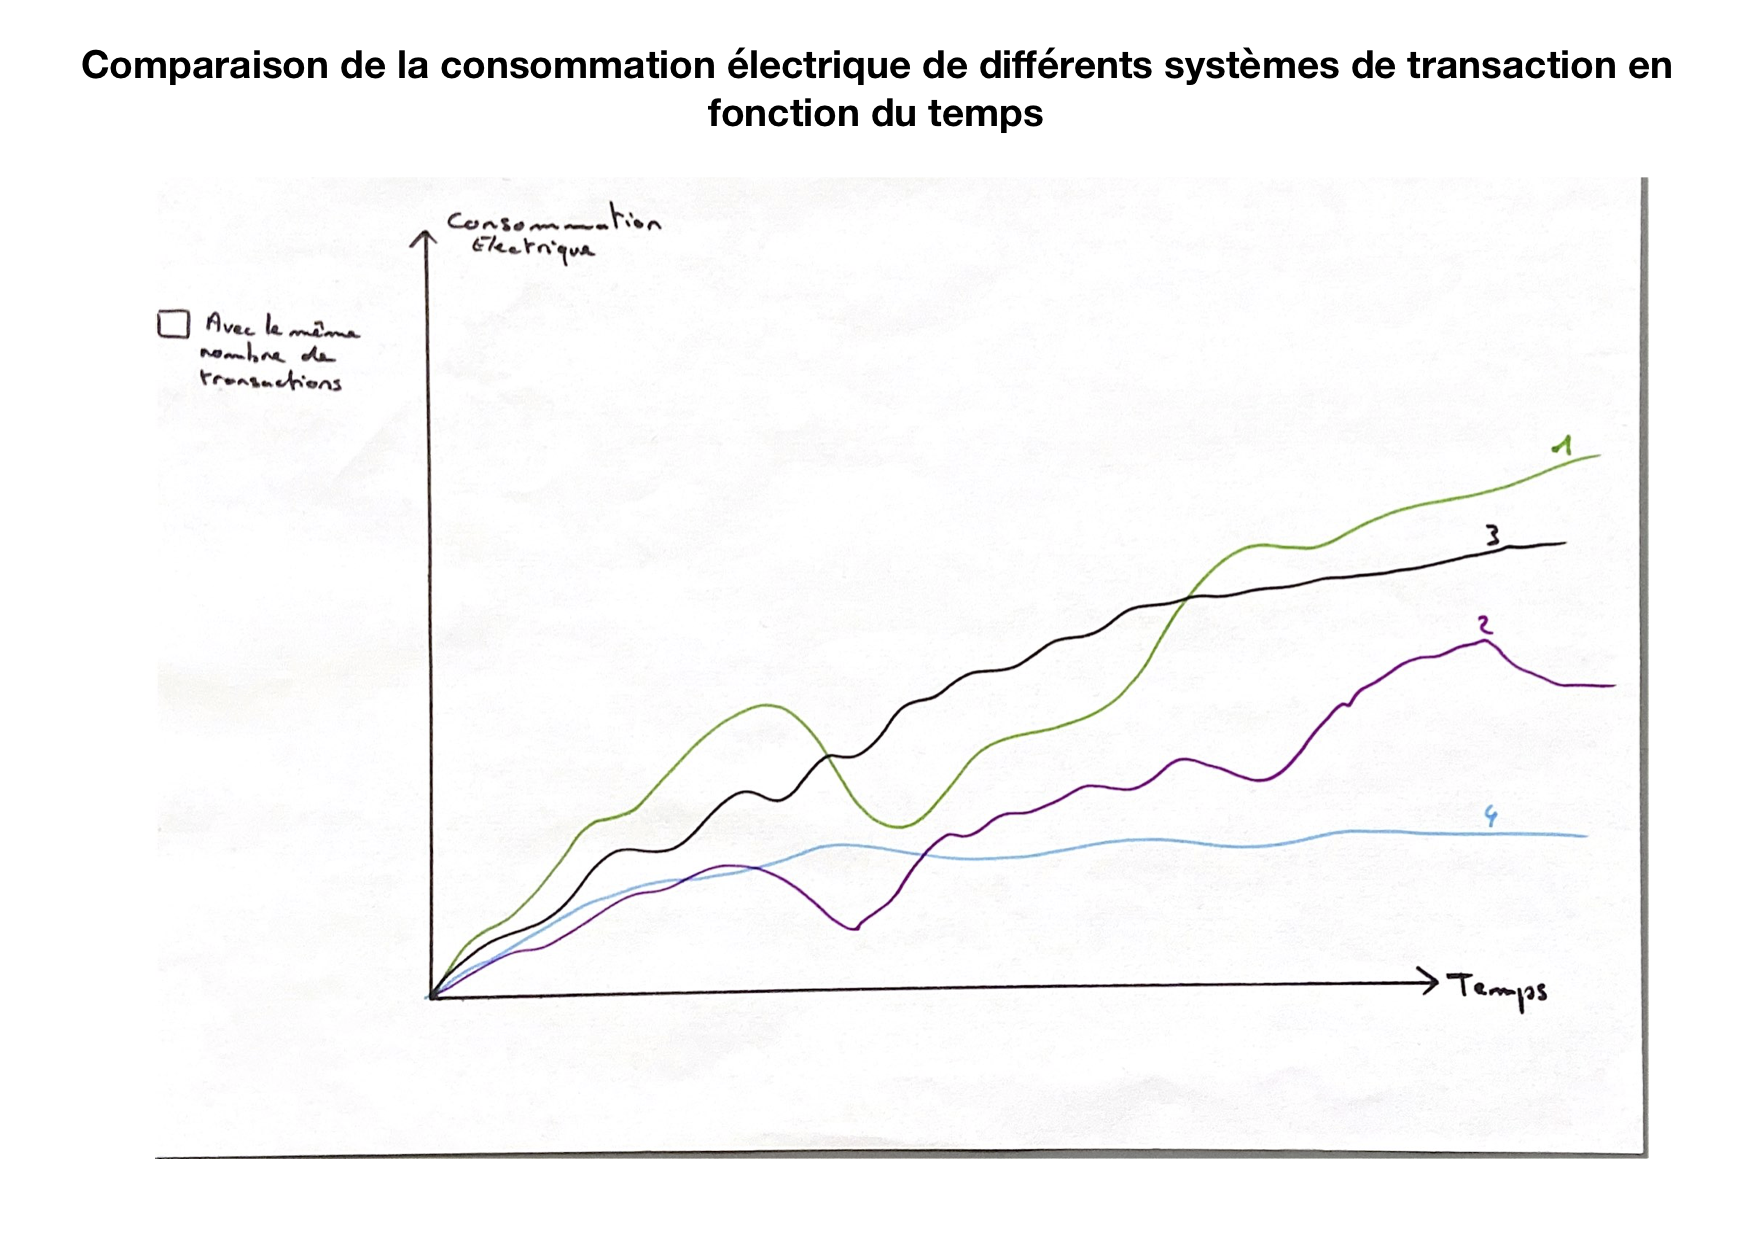 Comparaison de la consommation électrique de différents systèmes de transaction en
fonction du temps
Consommation
Electrique
Avec le même
nombre de
transactions
1
3
2
4
Temps